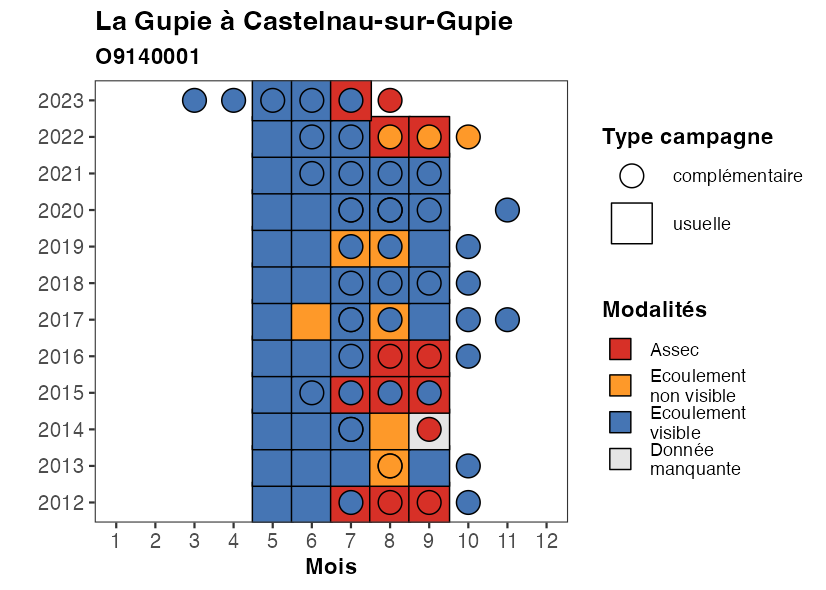 La Gupie à Castelnau-sur-Gupie
O9140001
2023
2022
2021
2020
2019
2018
2017
2016
2015
2014
2013
2012
1 2 3 4 5 6 7 8 9 10 11 12
Mois
Type campagne
complémentaire
usuelle
Modalités
Assec
Ecoulement
non visible
Ecoulement
visible
Donnée
manquante